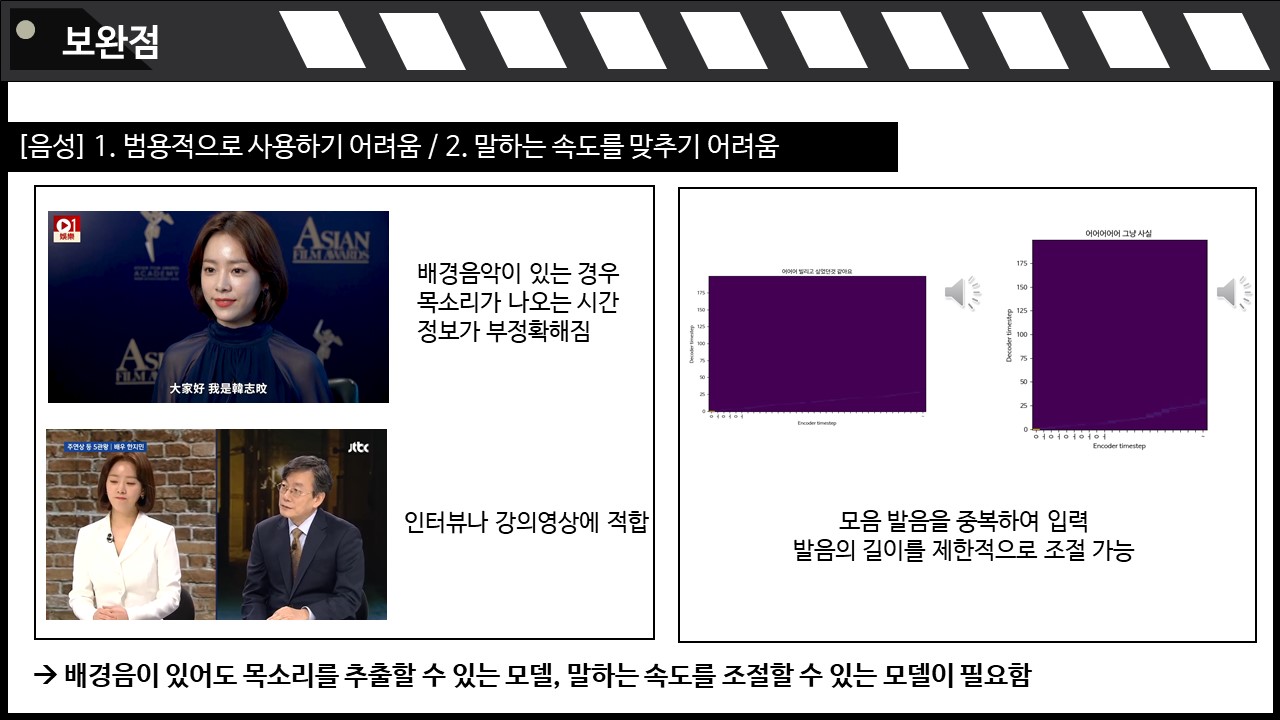 보완점
[음성] 1. 범용적으로 사용하기 어려움 / 2. 말하는 속도를 맞추기 어려움
1
娛樂
ASIAN
FILM AWARDS
ACADEMY
FILM AW
大家好 我是韓志旼
배경음악이 있는 경우
목소리가 나오는 시간
정보가 부정확해짐
주연상 등 5관왕 | 배우 한지민
jtbc
인터뷰나 강의영상에 적합
어어어 빌리고 싶었던것 같아요
Decoder timestep
175
150
125
100
75
50
25
0
Encoder timestep
어어어어어 그냥 사실
Decoder timestep
175
150
125
100
75
50
25
0
Encoder timestep
모음 발음을 중복하여 입력
발음의 길이를 제한적으로 조절 가능
→ 배경음이 있어도 목소리를 추출할 수 있는 모델, 말하는 속도를 조절할 수 있는 모델이 필요함